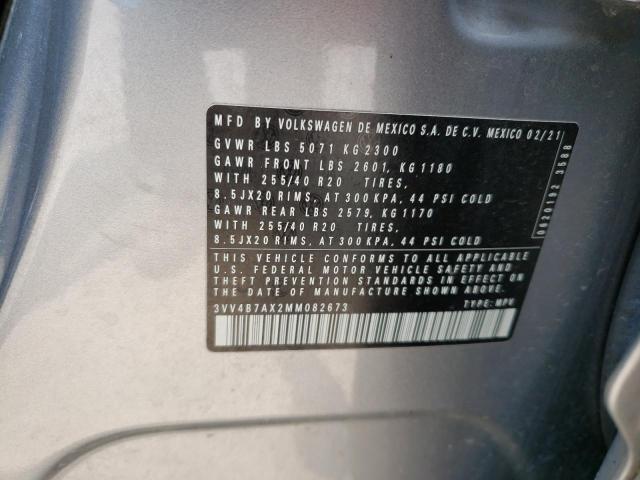 MFD BY VOLKSWAGEN DE MEXICO S.A. DE C.V. MEXICO 02/21
GVWR LBS 5071 KG 2300
GAWR FRONT LBS 2601, KG 1180
WITH 255/40 R20 TIRES,
8.5JX20 RIMS, AT 300 KPA, 44 PSI COLD
GAWR REAR LBS 2579, KG 1170
WITH 255/40 R20 TIRES,
8.5JX20 RIMS, AT 300 KPA, 44 PSI COLD
THIS VEHICLE CONFORMS TO ALL APPLICABLE
U.S. FEDERAL MOTOR VEHICLE SAFETY AND
THEFT PREVENTION STANDARDS IN EFFECT ON
THE DATE OF MANUFACTURE SHOWN ABOVE.
3VV4B7AX2MM082673 TYPE: MPV
0820192 3588